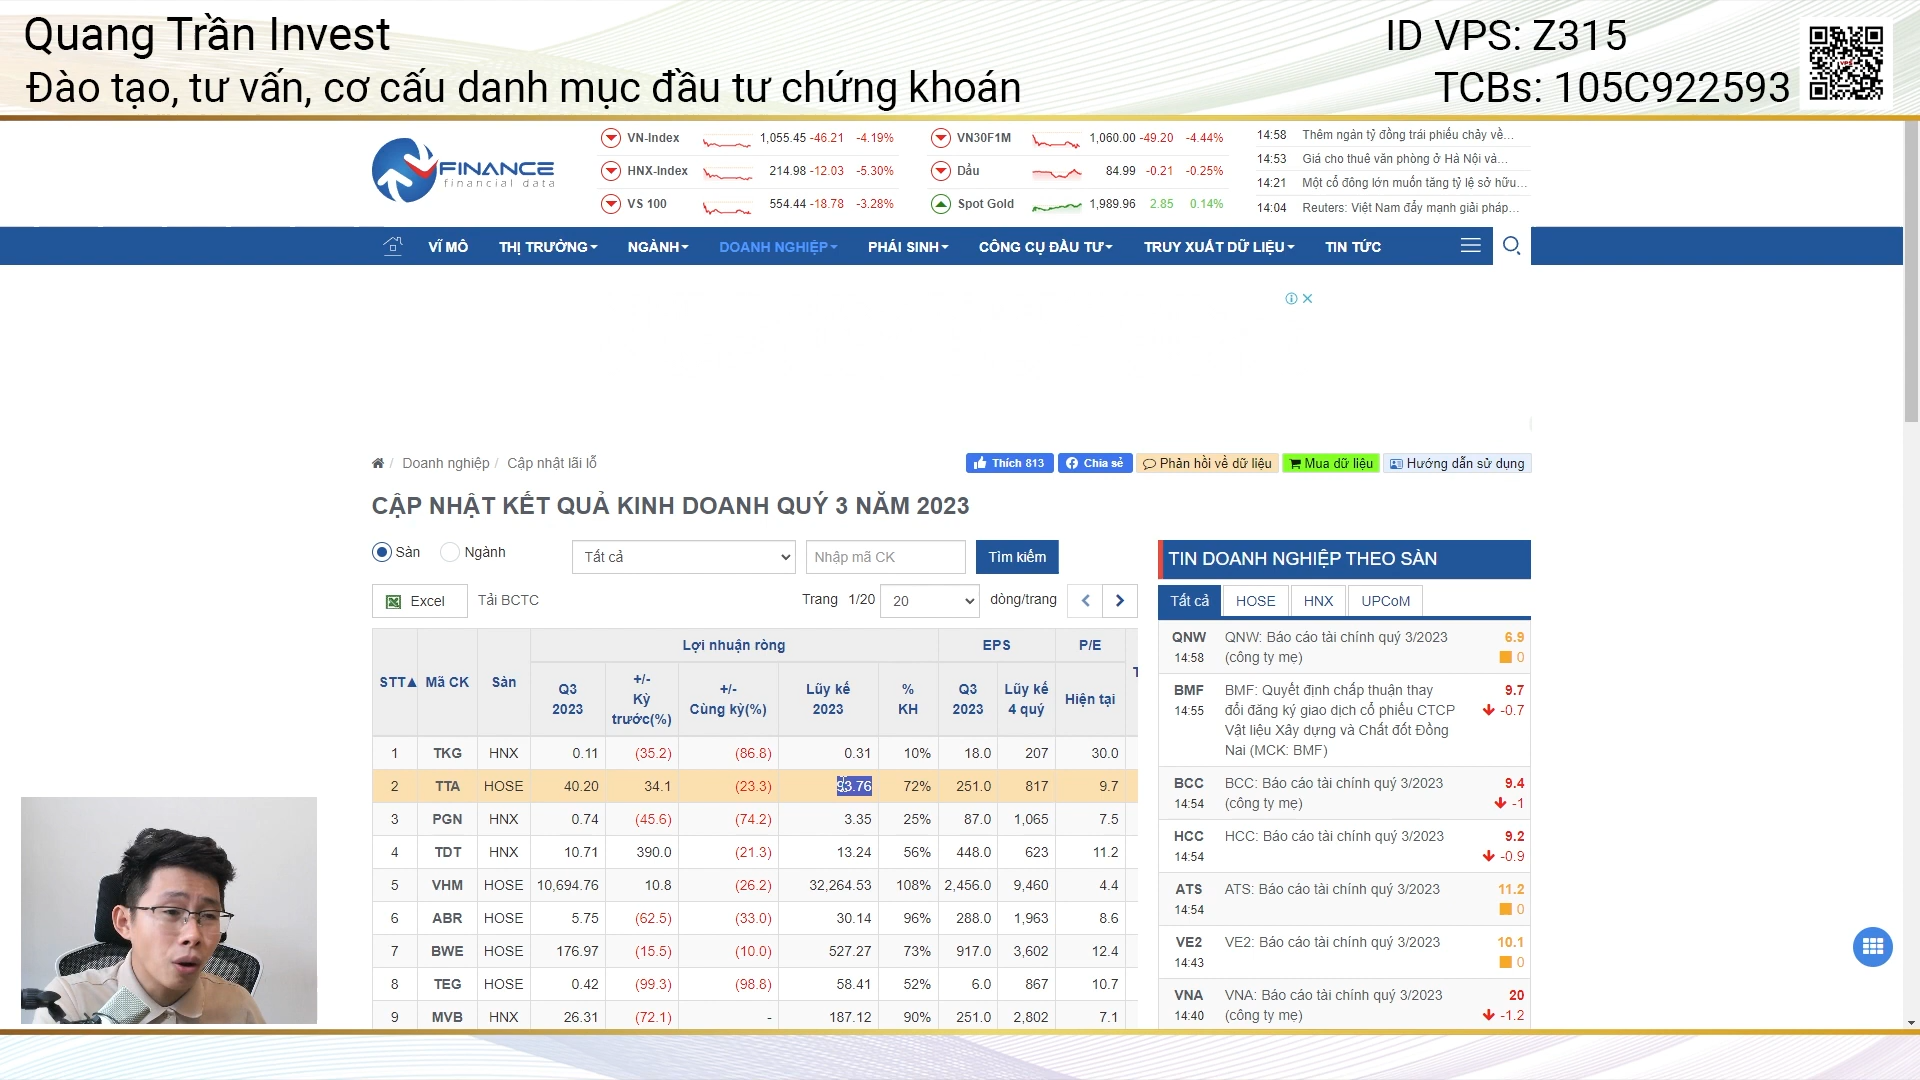 Quang Trần Invest
Đào tạo, tư vấn, cơ cấu danh mục đầu tư chứng khoán
ID VPS: Z315
TCBs: 105C922593
FINANCE
financial data
VN-Index 1,055.45 -46.21 -4.19%
HNX-Index 214.98 -12.03 -5.30%
VS 100 554.44 -18.78 -3.28%
VN30F1M 1,060.00 -49.20 -4.44%
Dầu 84.99 -0.21 -0.25%
Spot Gold 1,989.96 2.85 0.14%
14:58 Thêm ngàn tỷ đồng trái phiếu chảy về...
14:53 Giá cho thuê văn phòng ở Hà Nội và...
14:21 Một cổ đông lớn muốn tăng tỷ lệ sở hữu...
14:04 Reuters: Việt Nam đẩy mạnh giải pháp...
VĨ MÔ THỊ TRƯỜNG NGÀNH DOANH NGHIỆP PHÁI SINH CÔNG CỤ ĐẦU TƯ TRUY XUẤT DỮ LIỆU TIN TỨC
/ Doanh nghiệp / Cập nhật lãi lỗ
Thích 813 Chia sẻ Phản hồi về dữ liệu Mua dữ liệu Hướng dẫn sử dụng
CẬP NHẬT KẾT QUẢ KINH DOANH QUÝ 3 NĂM 2023
Sàn Ngành Tất cả Nhập mã CK Tìm kiếm
Excel Tải BCTC Trang 1/20 20 dòng/trang
Lợi nhuận ròng EPS P/E
STT▲ Mã CK Sàn Q3 2023 +/- Kỳ trước(%) +/- Cùng kỳ(%) Lũy kế 2023 % KH Q3 2023 Lũy kế 4 quý Hiện tại
1 TKG HNX 0.11 (35.2) (86.8) 0.31 10% 18.0 207 30.0
2 TTA HOSE 40.20 34.1 (23.3) 93.76 72% 251.0 817 9.7
3 PGN HNX 0.74 (45.6) (74.2) 3.35 25% 87.0 1,065 7.5
4 TDT HNX 10.71 390.0 (21.3) 13.24 56% 448.0 623 11.2
5 VHM HOSE 10,694.76 10.8 (26.2) 32,264.53 108% 2,456.0 9,460 4.4
6 ABR HOSE 5.75 (62.5) (33.0) 30.14 96% 288.0 1,963 8.6
7 BWE HOSE 176.97 (15.5) (10.0) 527.27 73% 917.0 3,602 12.4
8 TEG HOSE 0.42 (99.3) (98.8) 58.41 52% 6.0 867 10.7
9 MVB HNX 26.31 (72.1) - 187.12 90% 251.0 2,802 7.1
TIN DOANH NGHIỆP THEO SÀN
Tất cả HOSE HNX UPCoM
QNW QNW: Báo cáo tài chính quý 3/2023 6.9
14:58 (công ty mẹ) 0
BMF BMF: Quyết định chấp thuận thay 9.7
14:55 đổi đăng ký giao dịch cổ phiếu CTCP -0.7
Vật liệu Xây dựng và Chất đốt Đồng
Nai (MCK: BMF)
BCC BCC: Báo cáo tài chính quý 3/2023 9.4
14:54 (công ty mẹ) -1
HCC HCC: Báo cáo tài chính quý 3/2023 9.2
14:54 -0.9
ATS ATS: Báo cáo tài chính quý 3/2023 11.2
14:54 0
VE2 VE2: Báo cáo tài chính quý 3/2023 10.1
14:43 0
VNA VNA: Báo cáo tài chính quý 3/2023 20
14:40 (công ty mẹ) -1.2